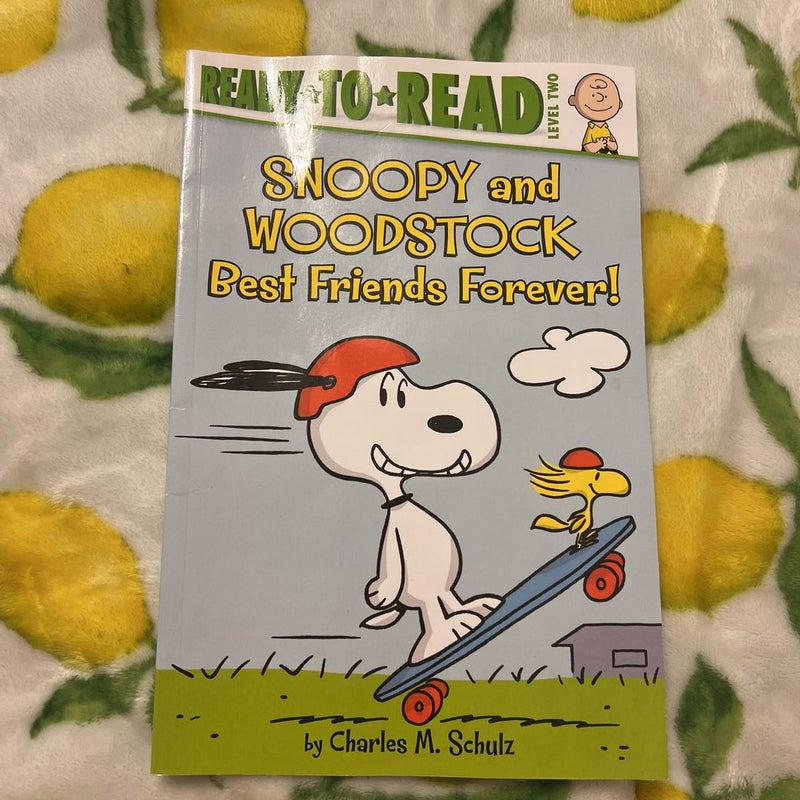 READY★TO★READ
LEVEL TWO
SNOOPY and
WOODSTOCK
Best Friends Forever!
by Charles M. Schulz